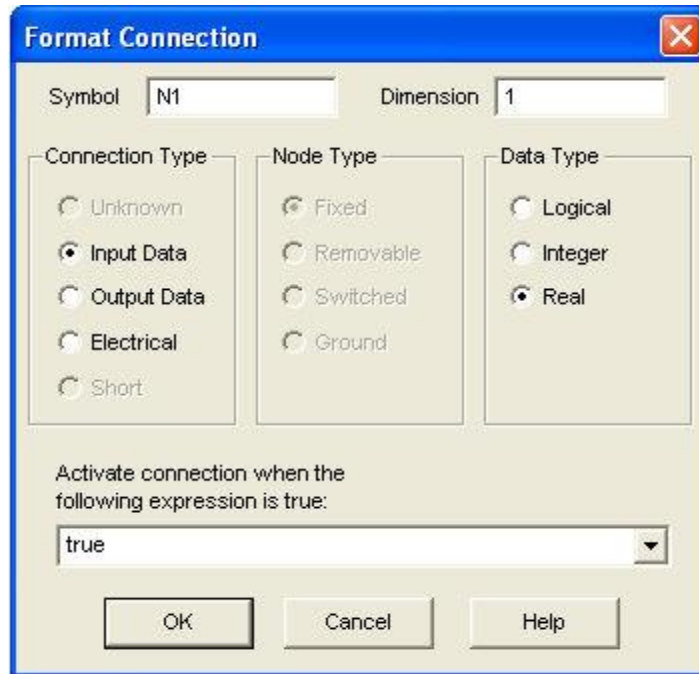 Format Connection
Symbol N1 Dimension 1
Connection Type
Unknown
Input Data
Output Data
Electrical
Short
Node Type
Fixed
Removable
Switched
Ground
Data Type
Logical
Integer
Real
Activate connection when the
following expression is true:
true
OK Cancel Help